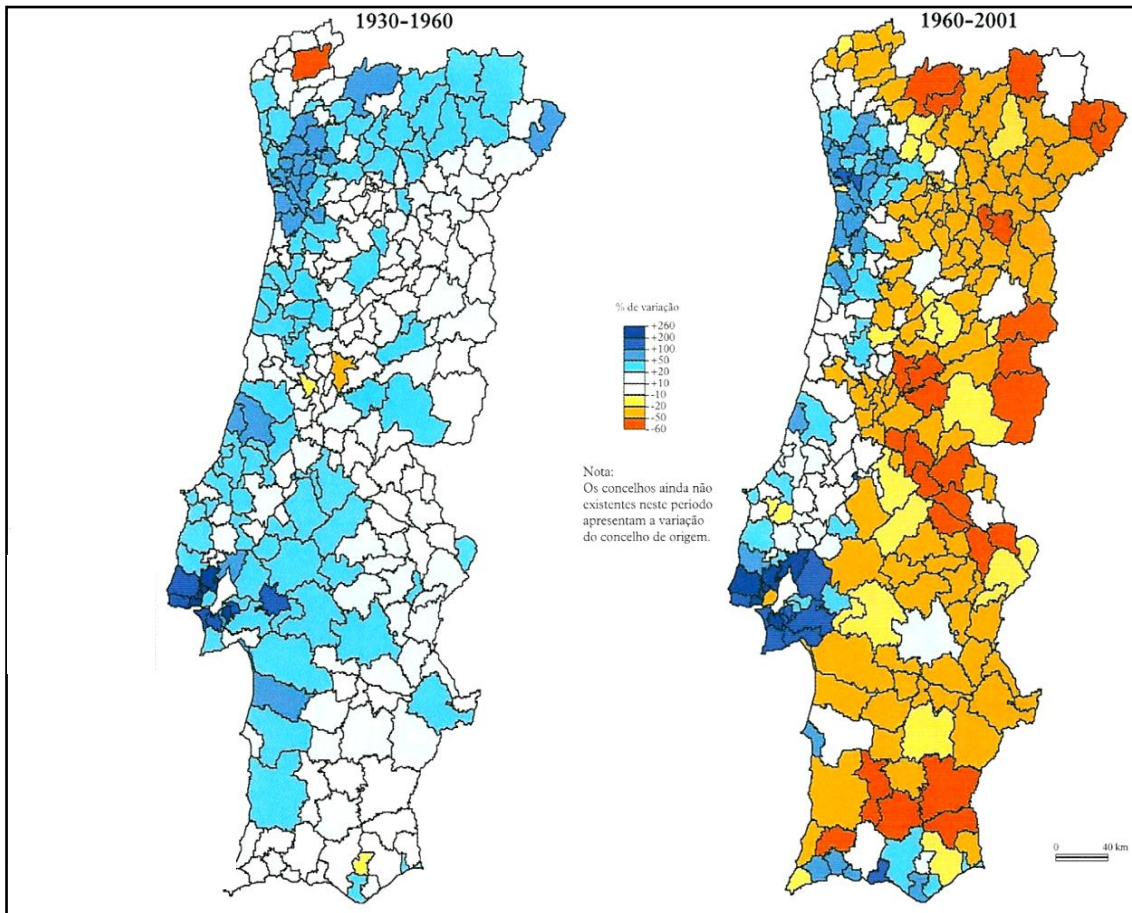 1930-1960
1960-2001
% de variação
+260
+200
+100
+50
+20
+10
-10
-20
-50
-60
Nota:
Os concelhos ainda não
existentes neste periodo
apresentam a variação
do concelho de origem.
0 40 km